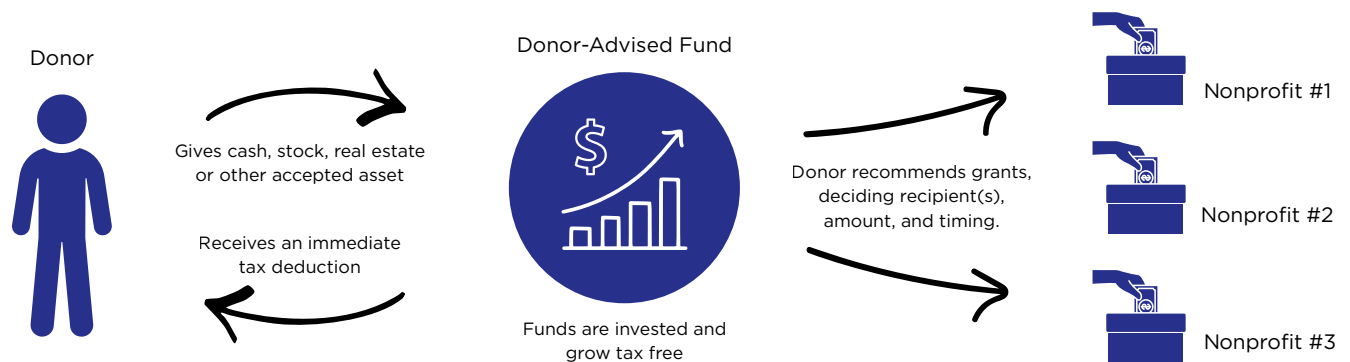 Donor
Gives cash, stock, real estate
or other accepted asset
Receives an immediate
tax deduction
Donor-Advised Fund
$
Funds are invested and
grow tax free
Donor recommends grants,
deciding recipient(s),
amount, and timing.
Nonprofit #1
Nonprofit #2
Nonprofit #3